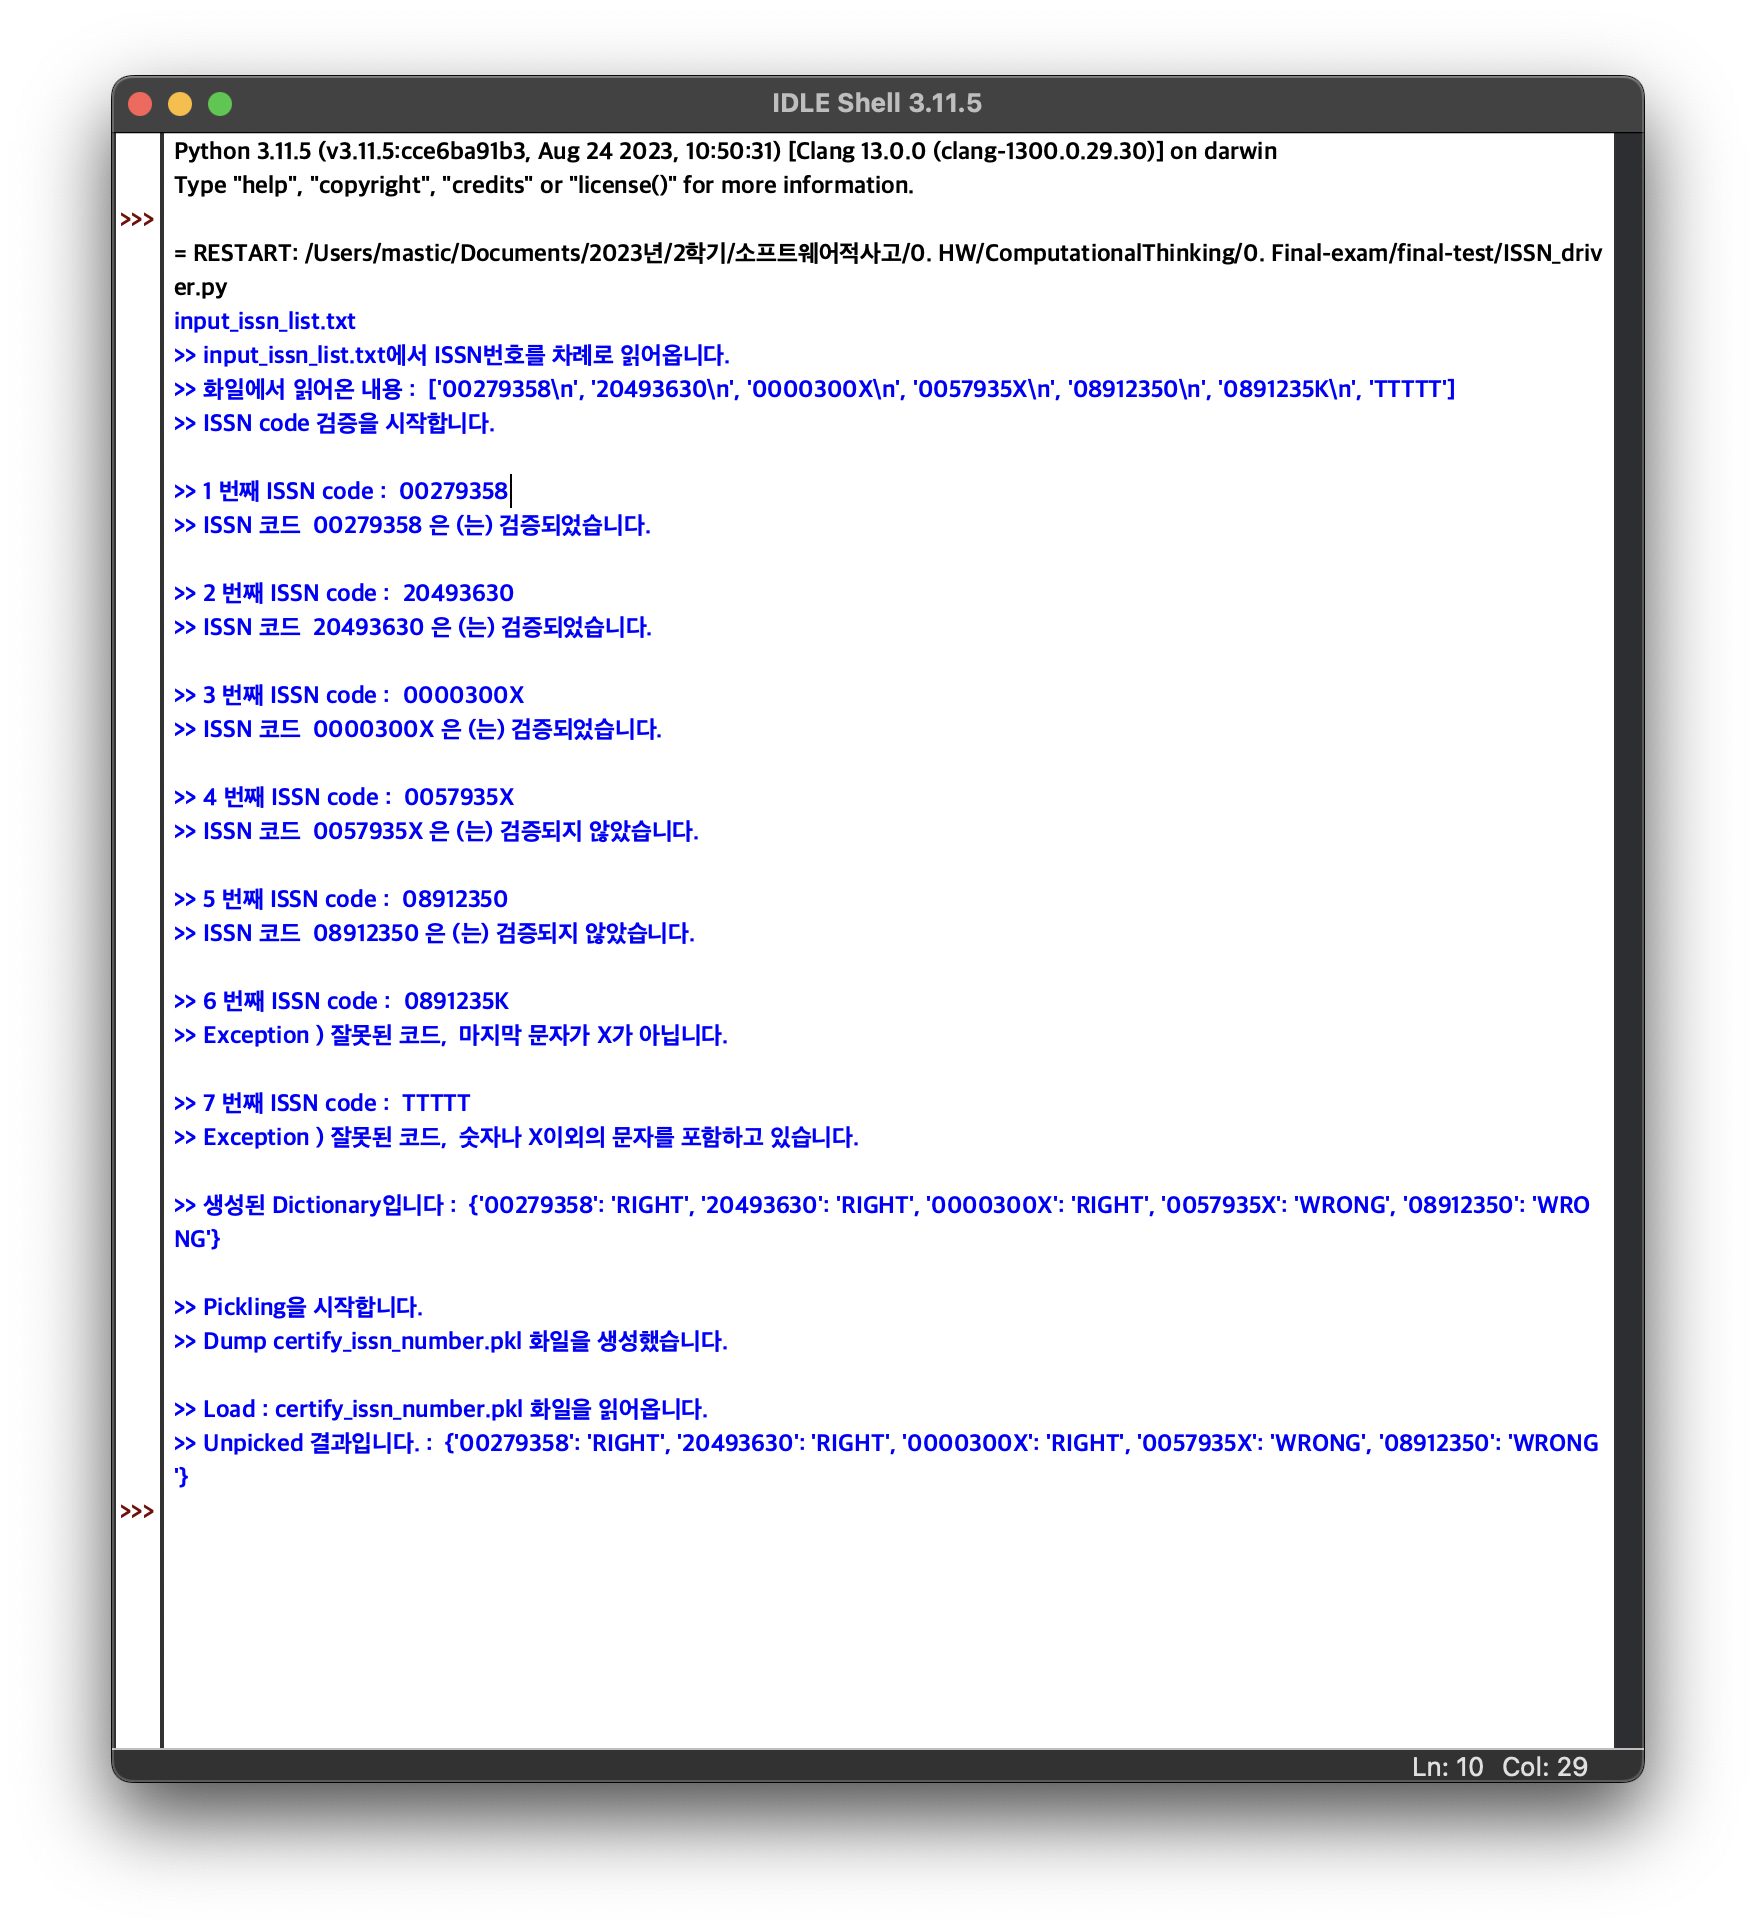 IDLE Shell 3.11.5
Python 3.11.5 (v3.11.5:cce6ba91b3, Aug 24 2023, 10:50:31) [Clang 13.0.0 (clang-1300.0.29.30)] on darwin
Type "help", "copyright", "credits" or "license()" for more information.
>>>
= RESTART: /Users/mastic/Documents/2023년/2학기/소프트웨어적사고/0. HW/ComputationalThinking/0. Final-exam/final-test/ISSN_driv
er.py
input_issn_list.txt
>> input_issn_list.txt에서 ISSN번호를 차례로 읽어옵니다.
>> 화일에서 읽어온 내용 :  ['00279358\n', '20493630\n', '0000300X\n', '0057935X\n', '08912350\n', '0891235K\n', 'TTTTT']
>> ISSN code 검증을 시작합니다.
>> 1 번째 ISSN code :  00279358
>> ISSN 코드  00279358 은 (는) 검증되었습니다.
>> 2 번째 ISSN code :  20493630
>> ISSN 코드  20493630 은 (는) 검증되었습니다.
>> 3 번째 ISSN code :  0000300X
>> ISSN 코드  0000300X 은 (는) 검증되었습니다.
>> 4 번째 ISSN code :  0057935X
>> ISSN 코드  0057935X 은 (는) 검증되지 않았습니다.
>> 5 번째 ISSN code :  08912350
>> ISSN 코드  08912350 은 (는) 검증되지 않았습니다.
>> 6 번째 ISSN code :  0891235K
>> Exception ) 잘못된 코드,  마지막 문자가 X가 아닙니다.
>> 7 번째 ISSN code :  TTTTT
>> Exception ) 잘못된 코드,  숫자나 X이외의 문자를 포함하고 있습니다.
>> 생성된 Dictionary입니다 :  {'00279358': 'RIGHT', '20493630': 'RIGHT', '0000300X': 'RIGHT', '0057935X': 'WRONG', '08912350': 'WRO
NG'}
>> Pickling을 시작합니다.
>> Dump certify_issn_number.pkl 화일을 생성했습니다.
>> Load : certify_issn_number.pkl 화일을 읽어옵니다.
>> Unpicked 결과입니다. :  {'00279358': 'RIGHT', '20493630': 'RIGHT', '0000300X': 'RIGHT', '0057935X': 'WRONG', '08912350': 'WRONG
'}
>>>
Ln: 10  Col: 29